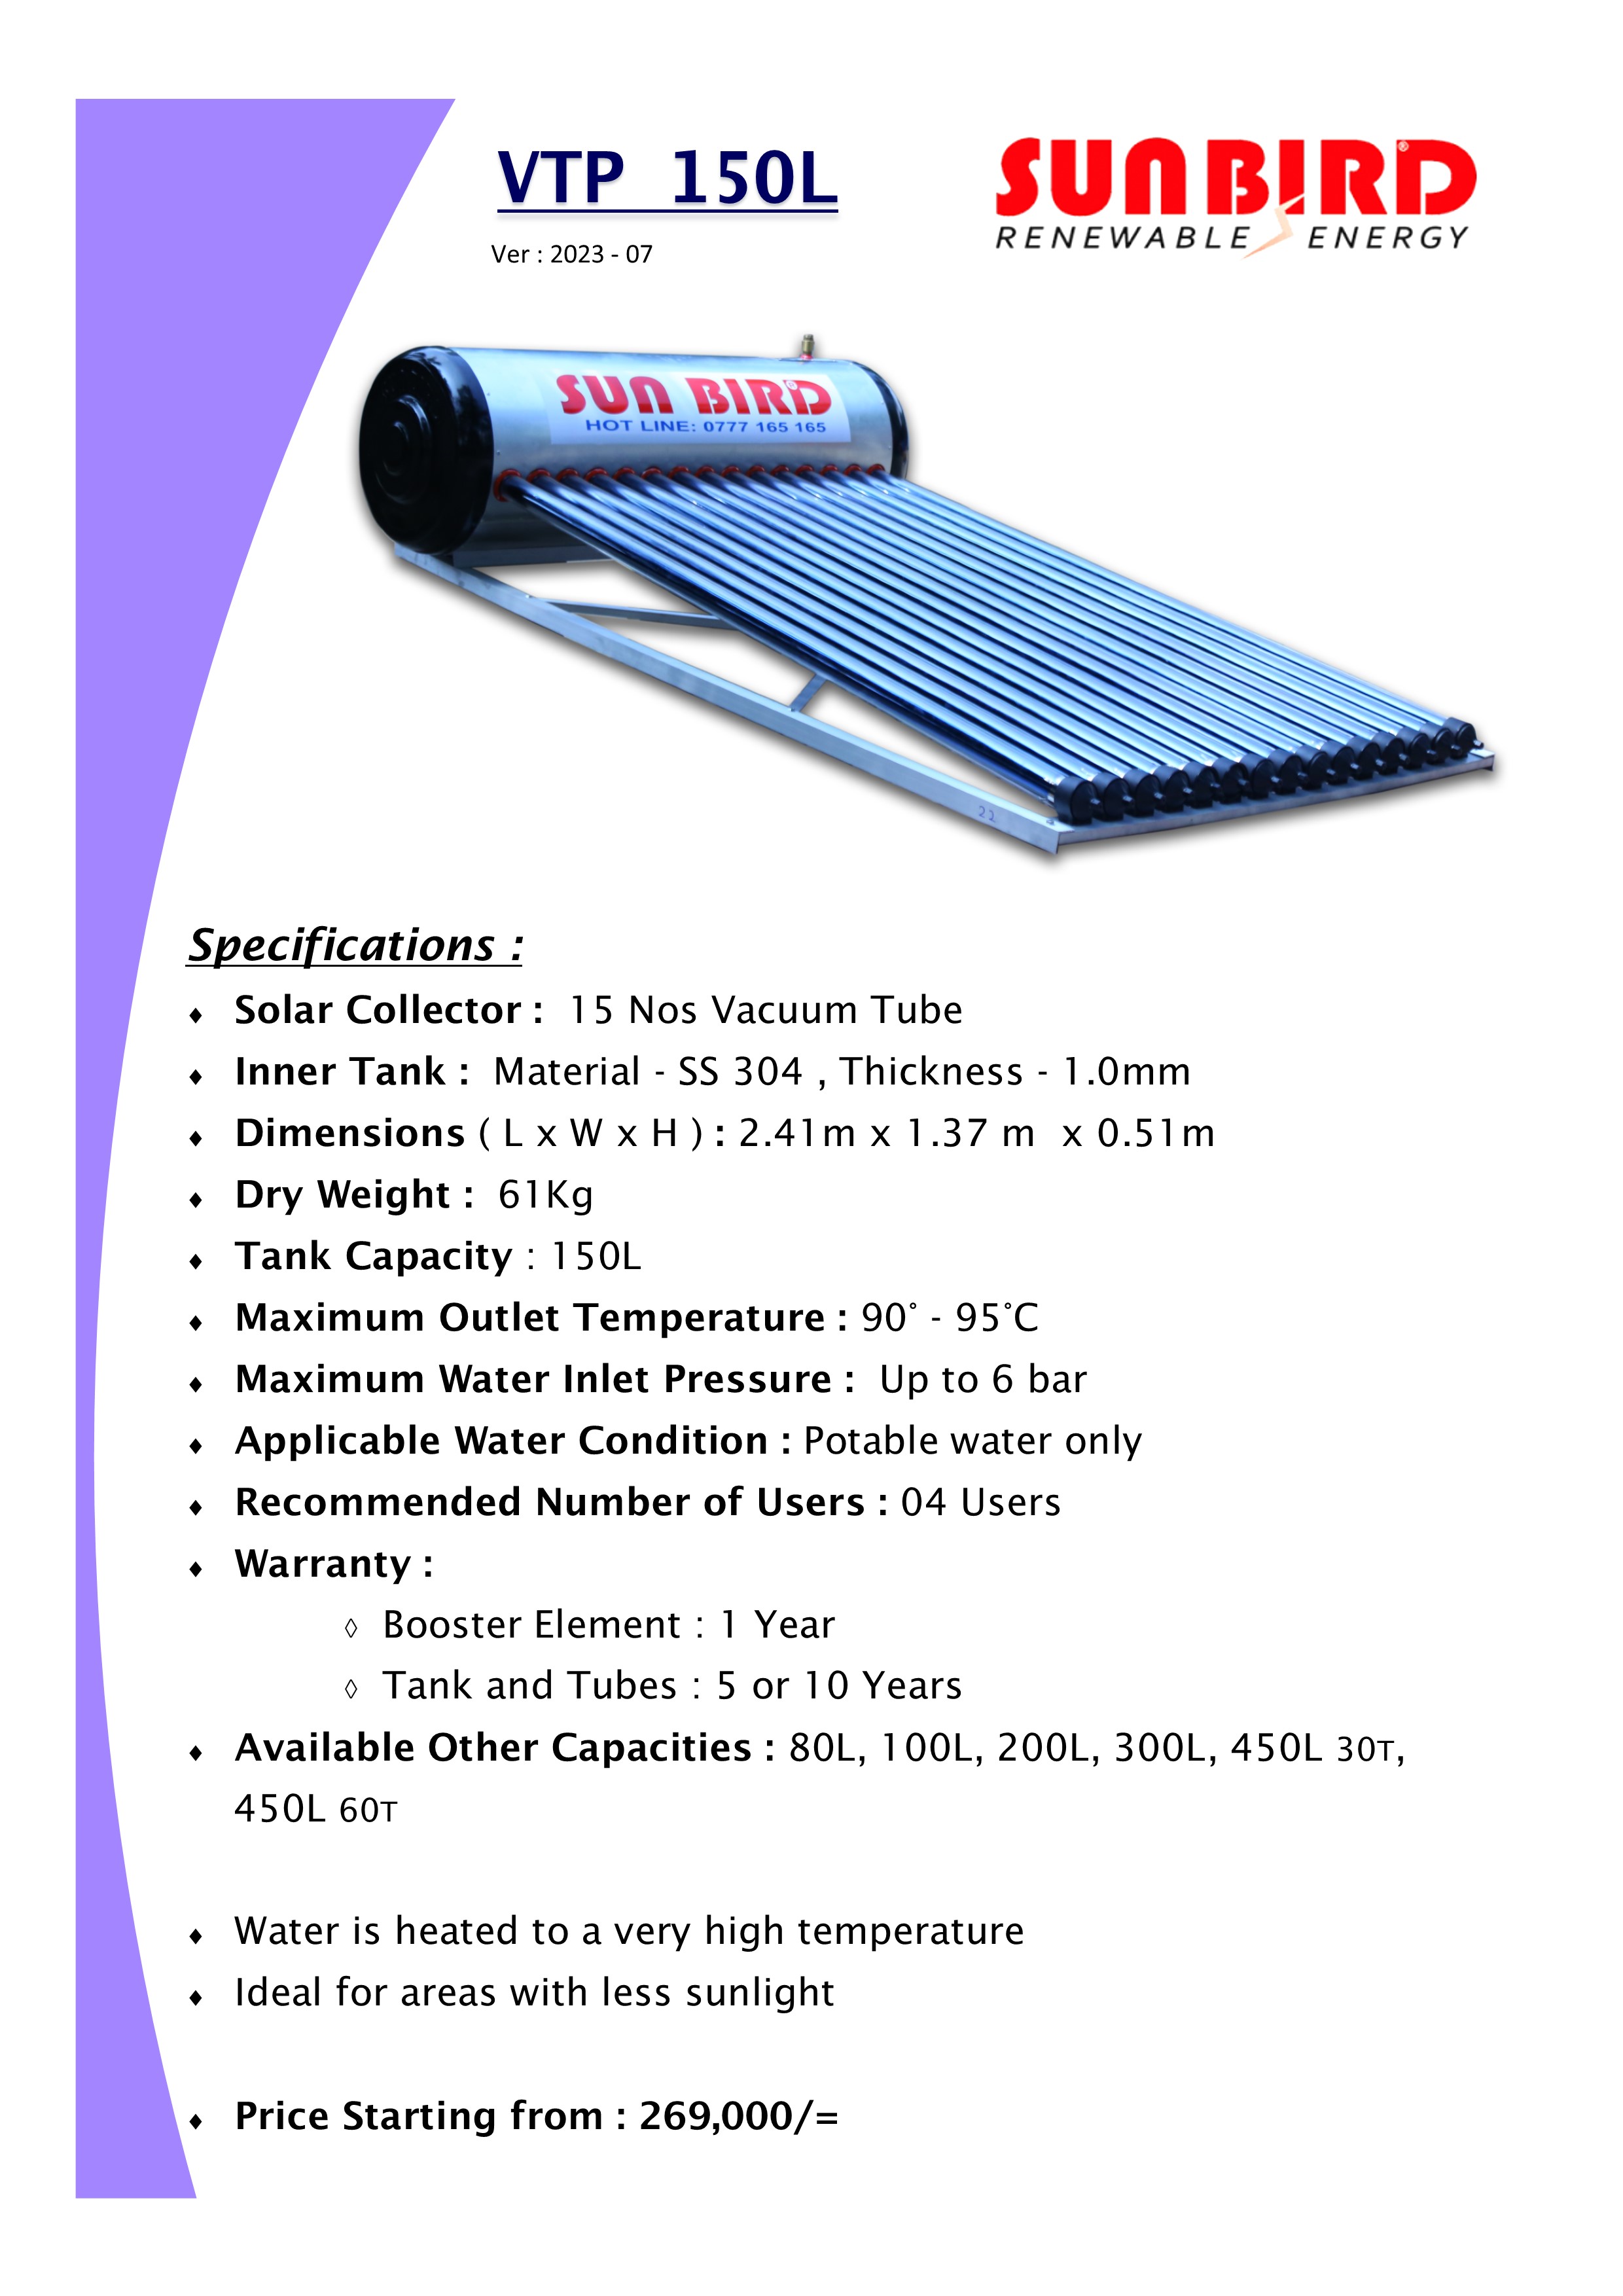 VTP 150L
SUN BIRD®
RENEWABLE ENERGY
Ver : 2023 - 07
SUN BIRD®
HOT LINE: 0777 165 165
22
Specifications :
♦ Solar Collector : 15 Nos Vacuum Tube
♦ Inner Tank : Material - SS 304 , Thickness - 1.0mm
♦ Dimensions ( L x W x H ) : 2.41m x 1.37 m x 0.51m
♦ Dry Weight : 61Kg
♦ Tank Capacity : 150L
♦ Maximum Outlet Temperature : 90° - 95°C
♦ Maximum Water Inlet Pressure : Up to 6 bar
♦ Applicable Water Condition : Potable water only
♦ Recommended Number of Users : 04 Users
♦ Warranty :
◊ Booster Element : 1 Year
◊ Tank and Tubes : 5 or 10 Years
♦ Available Other Capacities : 80L, 100L, 200L, 300L, 450L 30T,
450L 60T
♦ Water is heated to a very high temperature
♦ Ideal for areas with less sunlight
♦ Price Starting from : 269,000/=